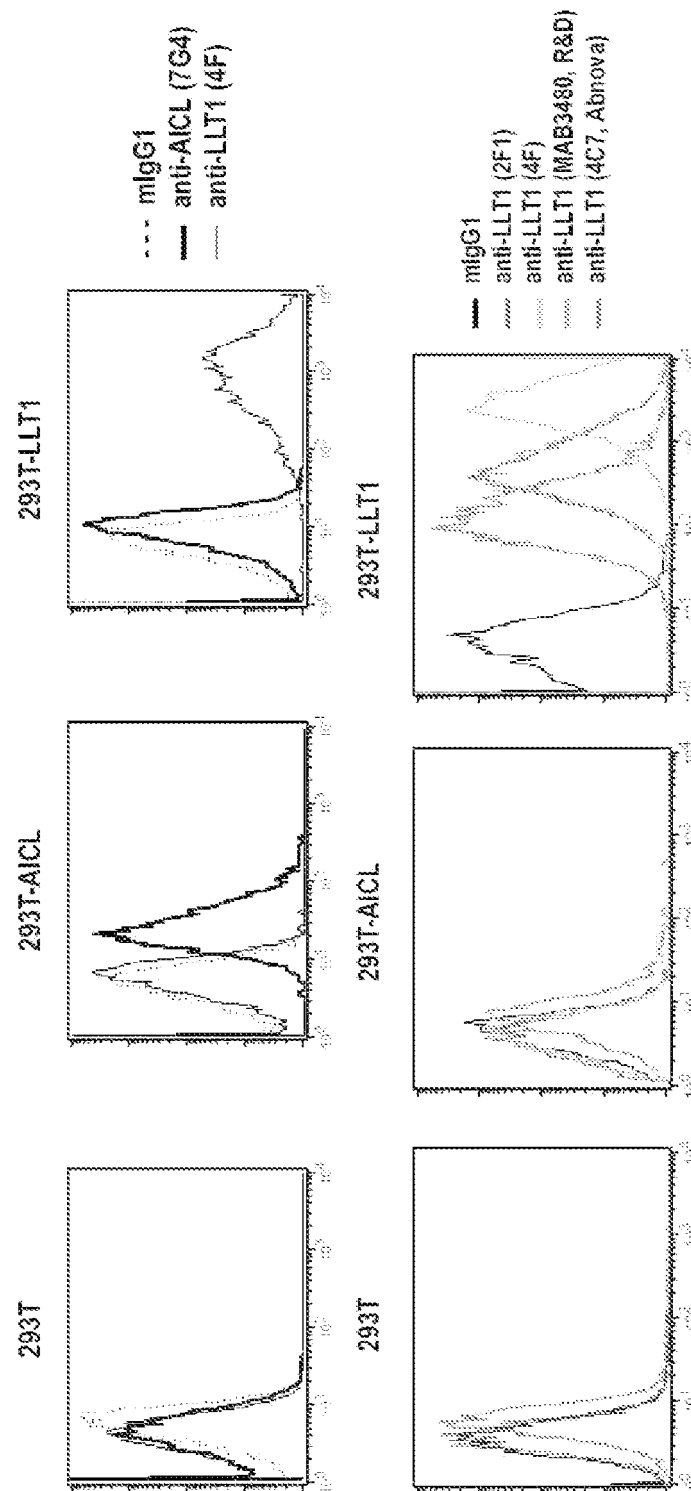 293T
293T-AICL
293T-LLT1
mIgG1
anti-AICL (7G4)
anti-LLT1 (4F)
293T
293T-AICL
293T-LLT1
mIgG1
anti-LLT1 (2F1)
anti-LLT1 (4F)
anti-LLT1 (MAB3480, R&D)
anti-LLT1 (4C7, Abnova)